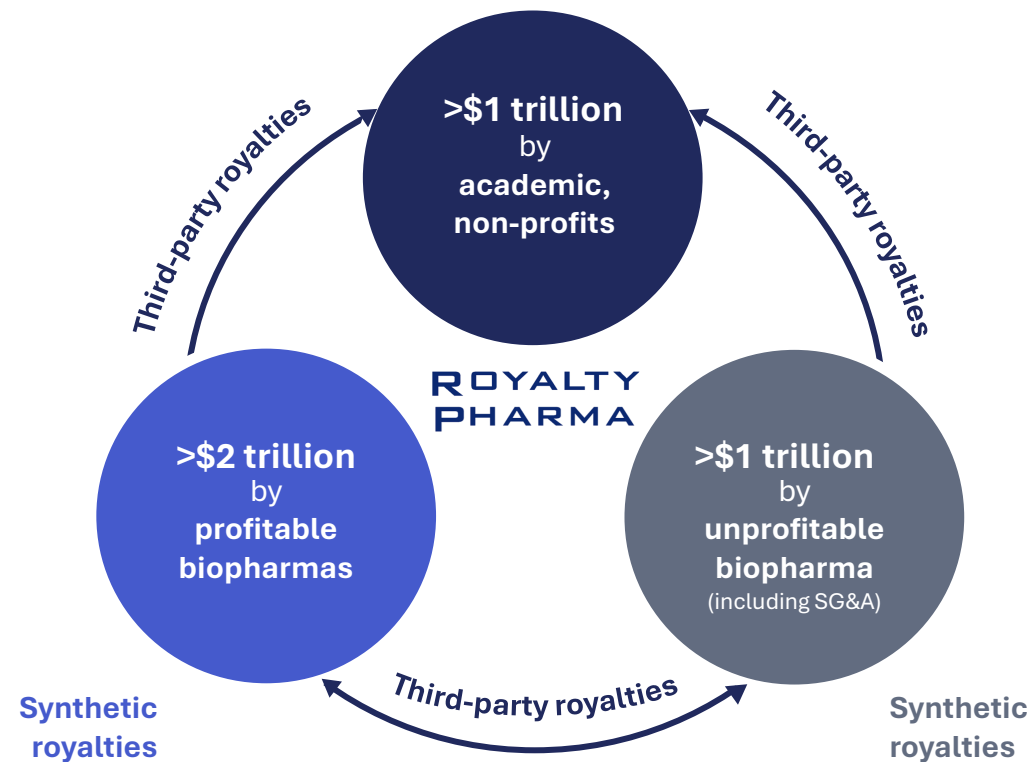 Third-party royalties
Third-party royalties
>$1 trillion
by
academic,
non-profits
ROYALTY
PHARMA
>$2 trillion
by
profitable
biopharmas
>$1 trillion
by
unprofitable
biopharma
(including SG&A)
Third-party royalties
Synthetic
royalties
Synthetic
royalties